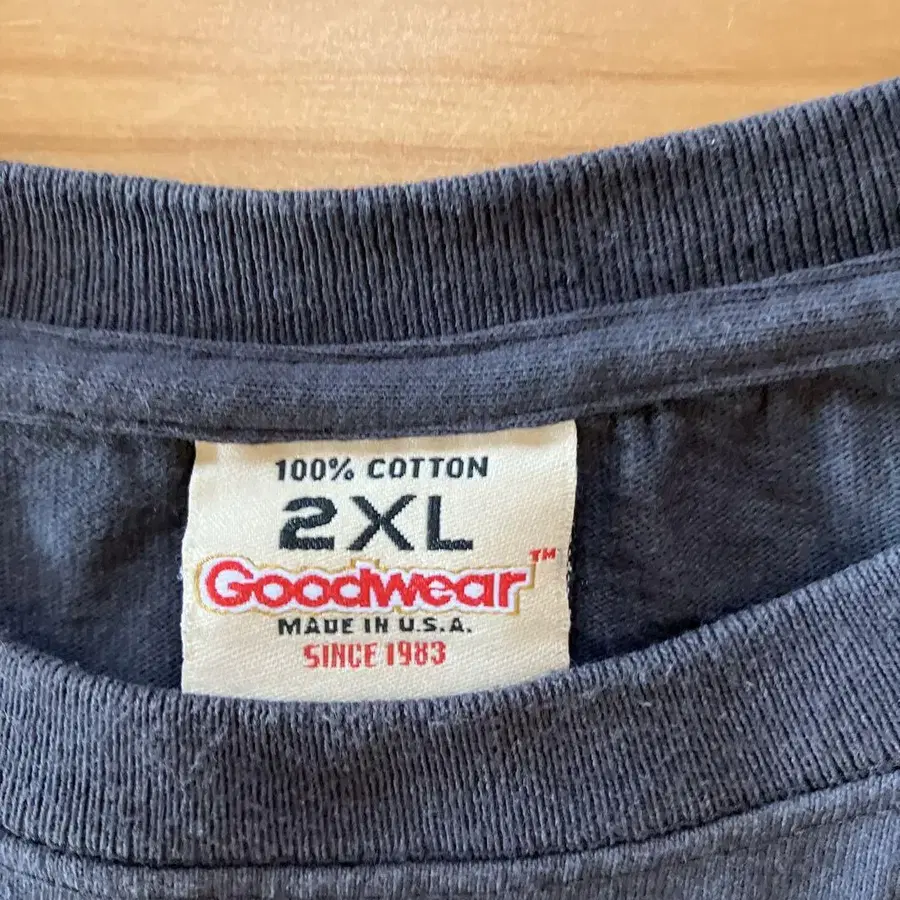 100% COTTON
2XL
Goodwear™
MADE IN U.S.A.
SINCE 1983